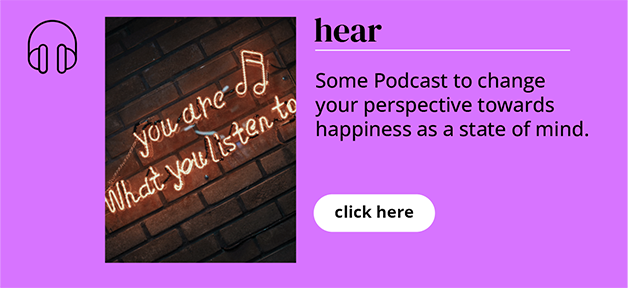 hear
Some Podcast to change
your perspective towards
happiness as a state of mind.
click here
you are
What you listen to